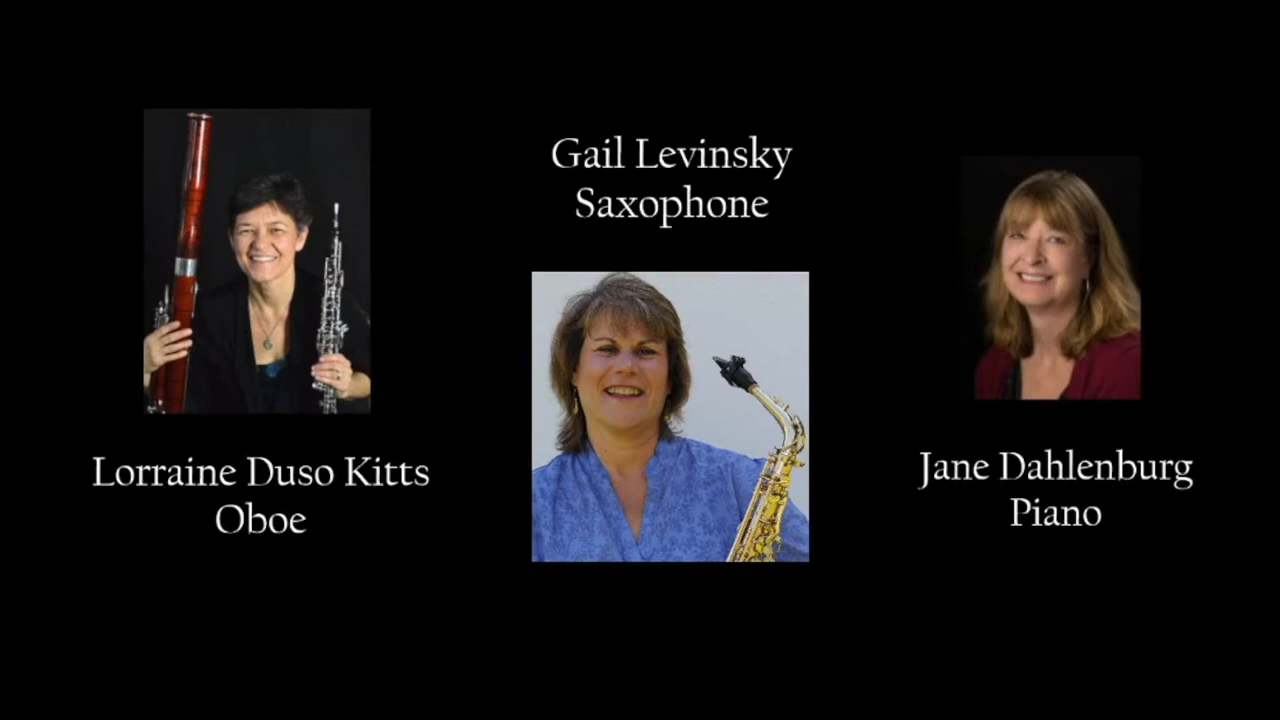 Gail Levinsky
Saxophone
Lorraine Duso Kitts
Oboe
Jane Dahlenburg
Piano